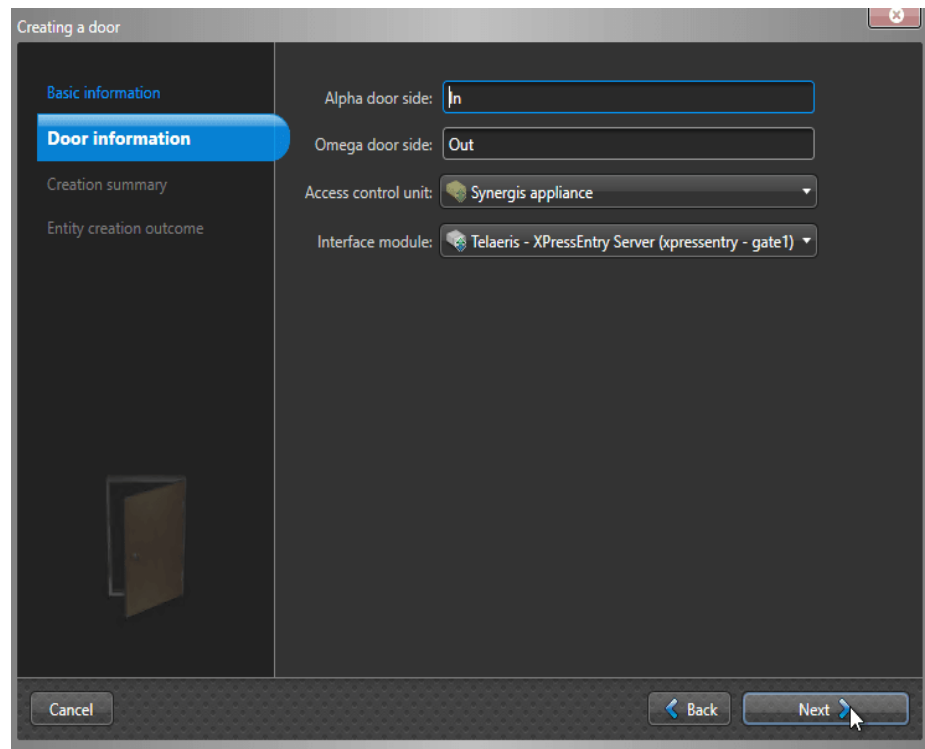 Creating a door
Basic information
Door information
Creation summary
Entity creation outcome
Alpha door side: In
Omega door side: Out
Access control unit: Synergis appliance
Interface module: Telaeris - XPressEntry Server (xpressentry - gate1)
Cancel
Back
Next